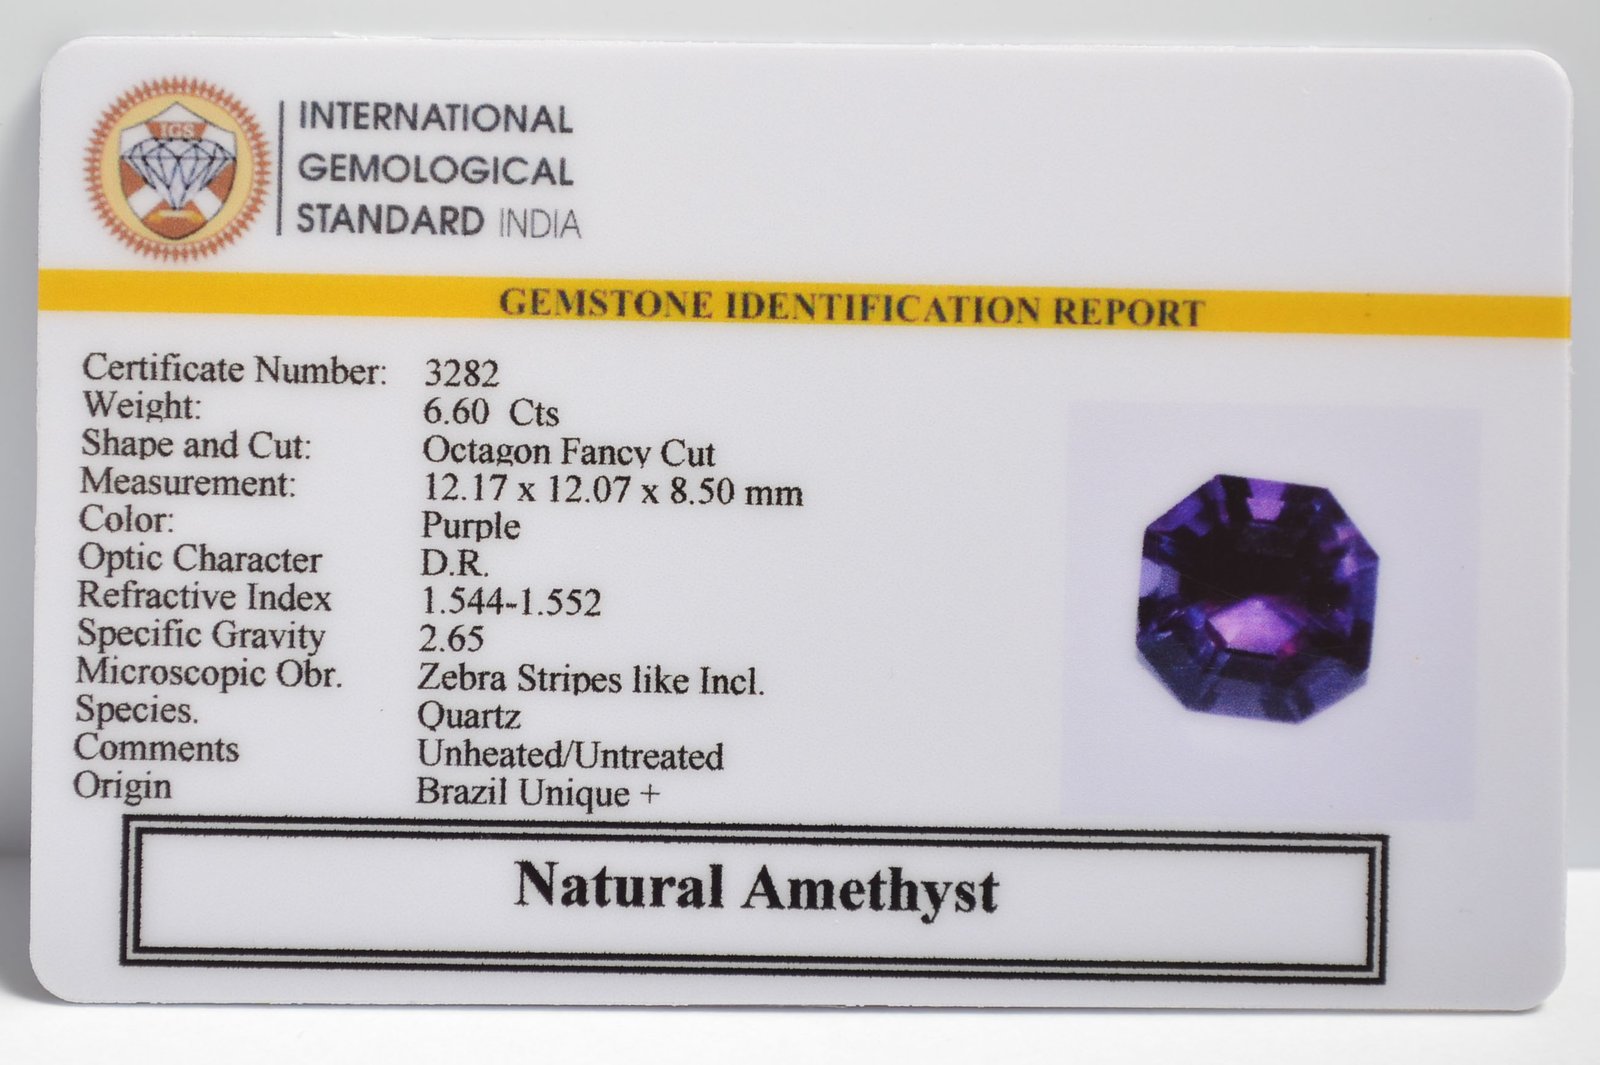 IGS
INTERNATIONAL
GEMOLOGICAL
STANDARD INDIA
GEMSTONE IDENTIFICATION REPORT
Certificate Number: 3282
Weight: 6.60 Cts
Shape and Cut: Octagon Fancy Cut
Measurement: 12.17 x 12.07 x 8.50 mm
Color: Purple
Optic Character D.R.
Refractive Index 1.544-1.552
Specific Gravity 2.65
Microscopic Obr. Zebra Stripes like Incl.
Species. Quartz
Comments Unheated/Untreated
Origin Brazil Unique +
Natural Amethyst